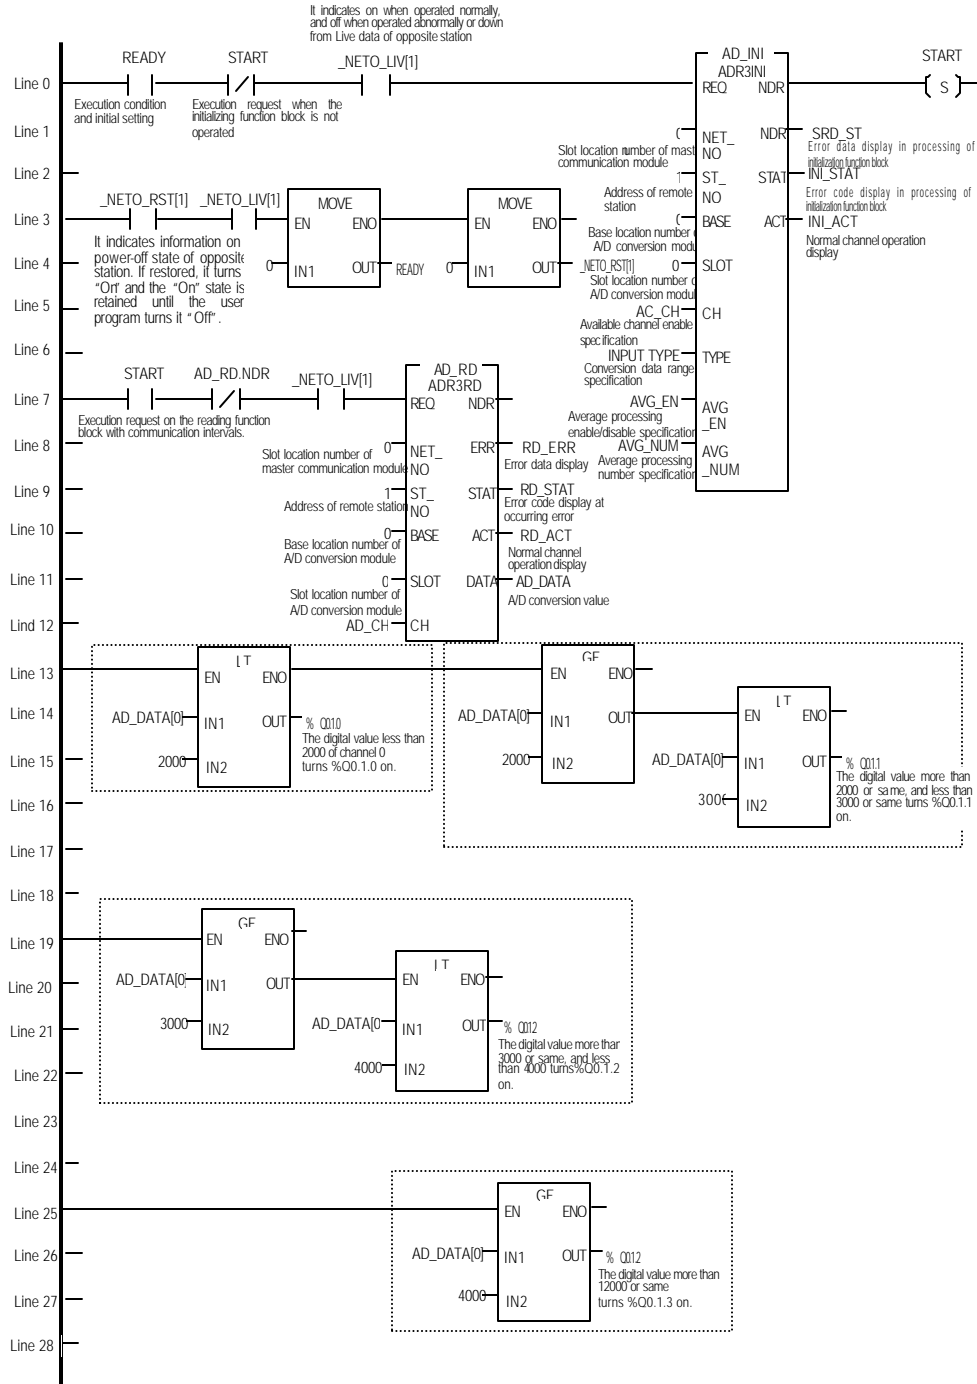 It indicates on when operated normally,
and off when operated abnormally or down
from Live data of opposite station
READY
START
_NETO_LIV[1]
AD_INI
ADR3INI
START
Line 0
REQ
NDR
S
Execution condition
and initial setting
Execution request when the
initializing function block is not
operated
Line 1
NET_
NO
NDR
SRD_ST
Error data display in processing of
initialization function block
Slot location number of mast
communication module
Line 2
1
ST_
NO
STAT
INI_STAT
Error code display in processing of
initialization function block
Address of remote
station
_NETO_RST[1]
_NETO_LIV[1]
MOVE
MOVE
Line 3
EN
ENO
EN
ENO
BASE
ACT
INI_ACT
Normal channel operation
display
Base location number
A/D conversion modu
It indicates information on
power-off state of opposite
station. If restored, it turns
“On” and the “On” state is
retained until the user
program turns it “ Off” .
Line 4
0
IN1
OUT
READY
0
IN1
OUT
_NETO_RST[1]
0
SLOT
Slot location number
A/D conversion modul
Line 5
AC_CH
CH
Available channel enable
specification
Line 6
INPUT TYPE
TYPE
Conversion data range
specification
START
AD_RD.NDR
_NETO_LIV[1]
AD_RD
ADR3RD
Line 7
REQ
NDR
AVG_EN
AVG
_EN
Average processing
enable/disable specification
Execution request on the reading function
block with communication intervals.
Line 8
0
NET_
NO
ERR
RD_ERR
Error data display
Slot location number of
master communication module
AVG_NUM
AVG
_NUM
Average processing
number specification
Line 9
1
ST_
NO
STAT
RD_STAT
Error code display at
occurring error
Address of remote station
Line 10
0
BASE
ACT
RD_ACT
Normal channel
operation display
Base location number of
A/D conversion module
Line 11
0
SLOT
DATA
AD_DATA
A/D conversion value
Slot location number of
A/D conversion module
Lind 12
AD_CH
CH
Line 13
LT
EN
ENO
GE
EN
ENO
Line 14
AD_DATA[0]
IN1
OUT
% Q0.1.0
The digital value less than
2000 of channel 0
turns %Q0.1.0 on.
AD_DATA[0]
IN1
OUT
LT
EN
ENO
Line 15
2000
IN2
2000
IN2
AD_DATA[0]
IN1
OUT
% Q0.1.1
The digital value more than
2000 or same, and less than
3000 or same turns %Q0.1.1
on.
Line 16
IN2
Line 17
Line 18
Line 19
GE
EN
ENO
Line 20
AD_DATA[0]
IN1
OUT
LT
EN
ENO
Line 21
3000
IN2
AD_DATA[0
IN1
OUT
% Q0.1.2
The digital value more than
3000 or same, and less
than 4000 turns%Q0.1.2
on.
Line 22
4000
IN2
Line 23
Line 24
Line 25
GE
EN
ENO
Line 26
AD_DATA[0]
IN1
OUT
% Q0.1.2
The digital value more than
12000 or same
turns %Q0.1.3 on.
Line 27
4000
IN2
Line 28